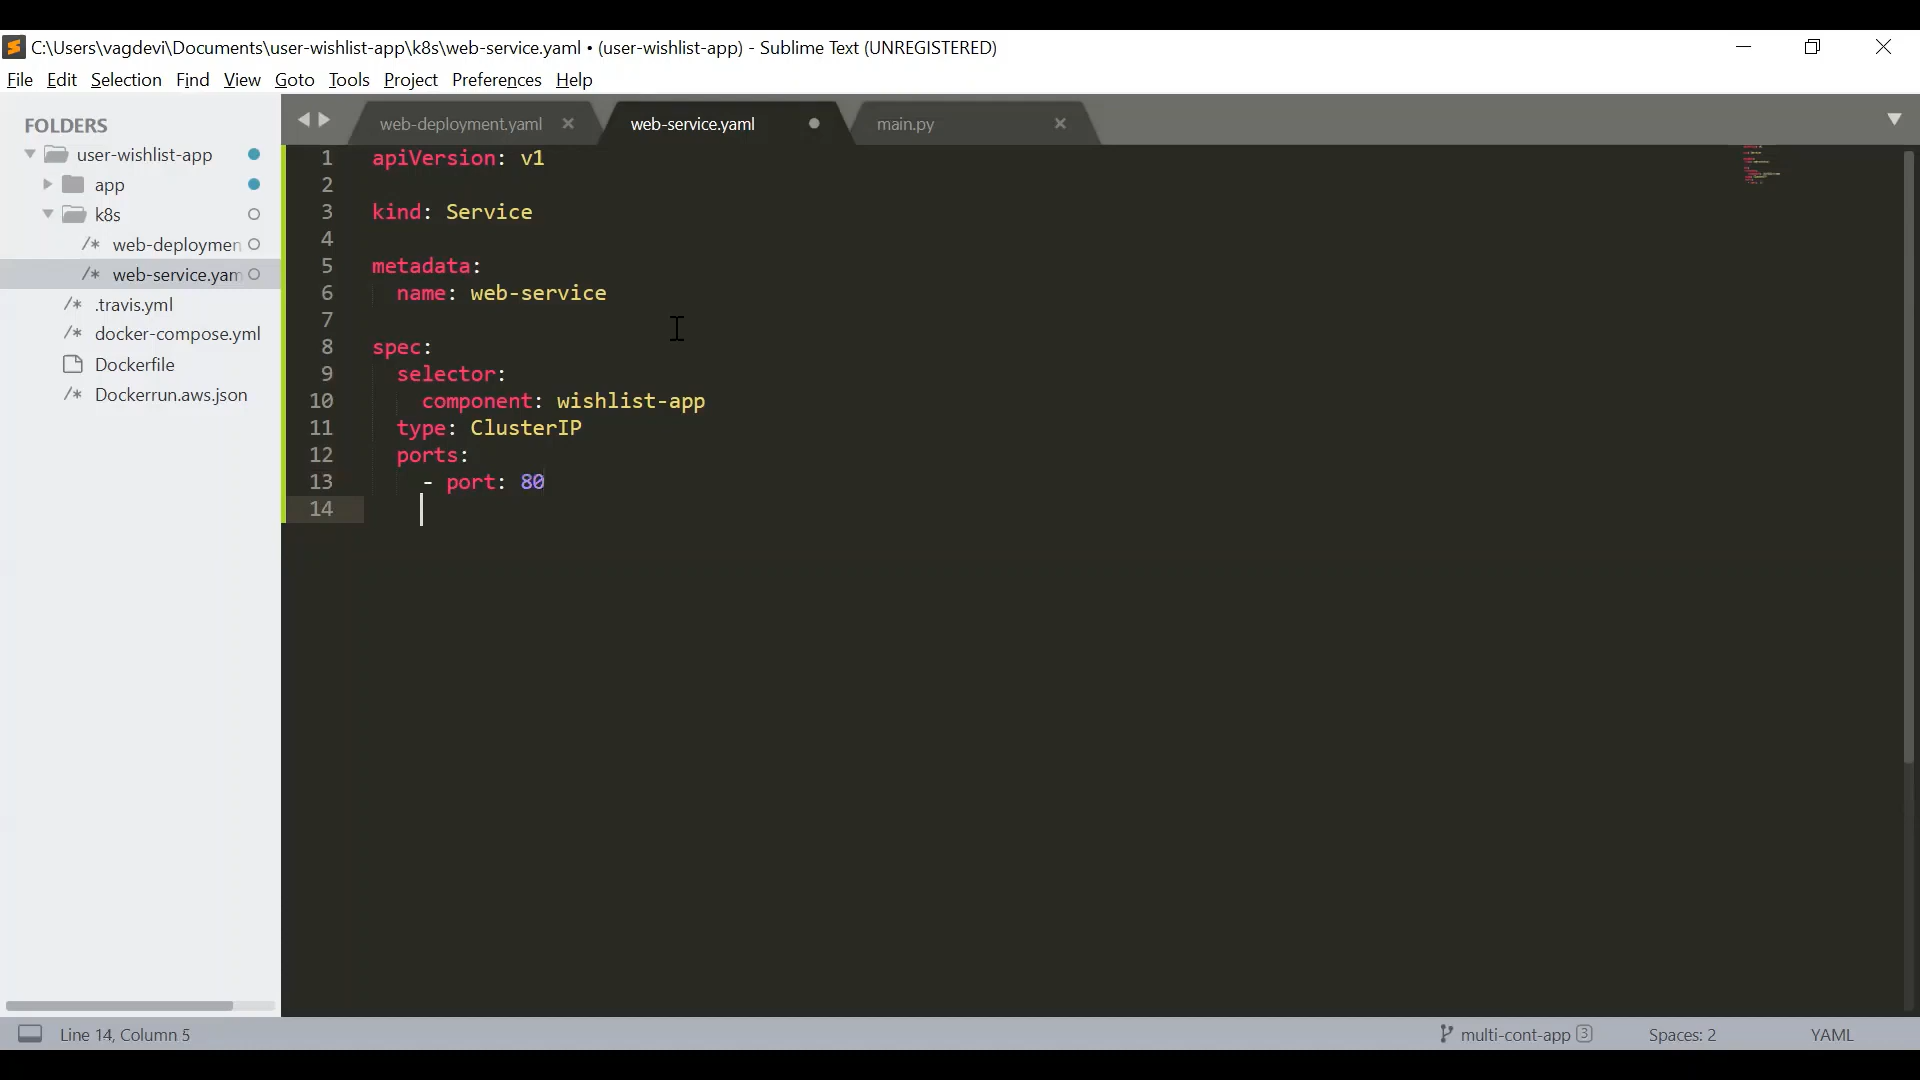 C:\Users\vagdevi\Documents\user-wishlist-app\k8s\web-service.yaml • (user-wishlist-app) - Sublime Text (UNREGISTERED)
File Edit Selection Find View Goto Tools Project Preferences Help
FOLDERS
user-wishlist-app
app
k8s
/* web-deploymen
/* web-service.yam
/* .travis.yml
/* docker-compose.yml
Dockerfile
/* Dockerrun.aws.json
web-deployment.yaml
web-service.yaml
main.py
1 apiVersion: v1
2
3 kind: Service
4
5 metadata:
6   name: web-service
7
8 spec:
9   selector:
10     component: wishlist-app
11   type: ClusterIP
12   ports:
13     - port: 80
14
Line 14, Column 5
multi-cont-app 3
Spaces: 2
YAML